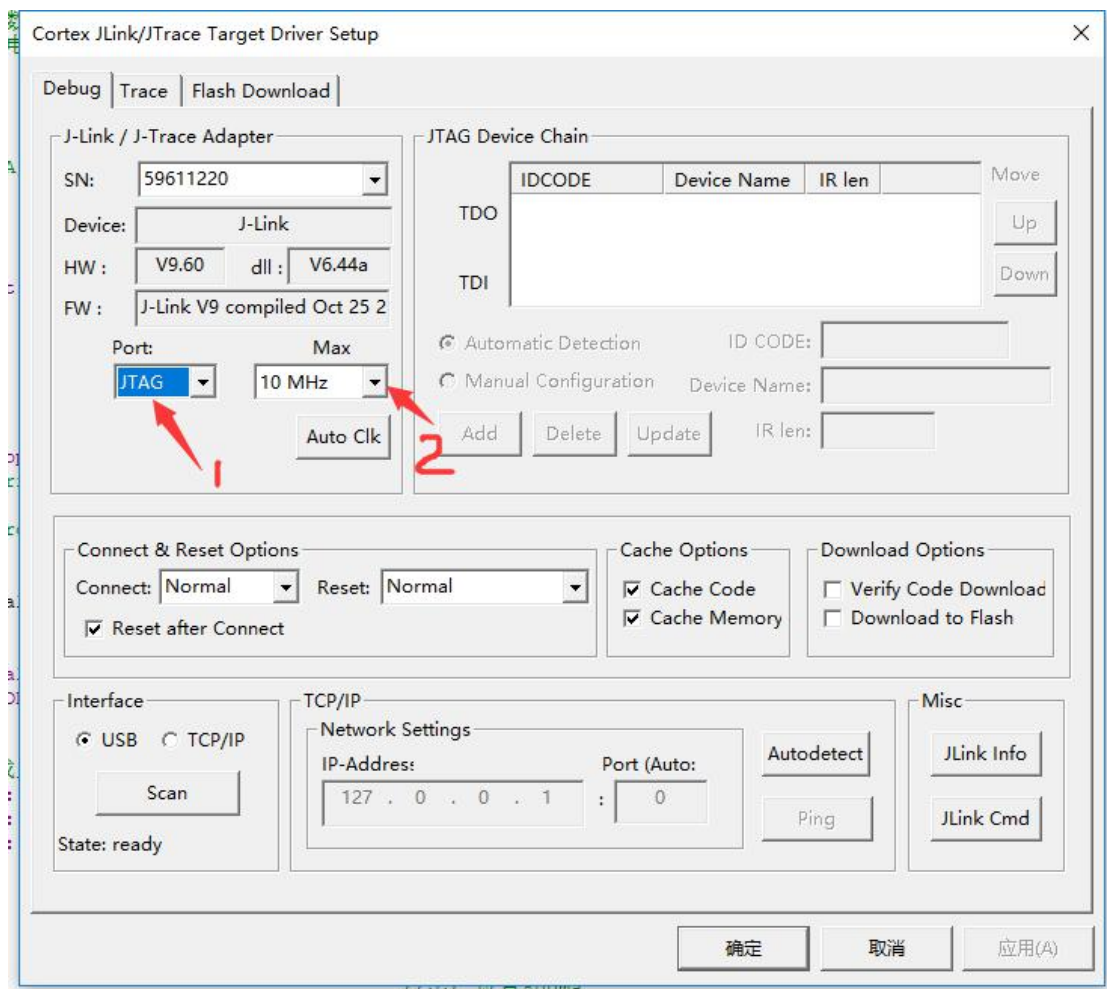 Cortex JLink/JTrace Target Driver Setup
Debug Trace Flash Download
J-Link / J-Trace Adapter
SN: 59611220
Device: J-Link
HW : V9.60 dll : V6.44a
FW : J-Link V9 compiled Oct 25 2
Port: Max
JTAG 10 MHz
Auto Clk
1
2
JTAG Device Chain
IDCODE Device Name IR len
Move
TDO
Up
TDI
Down
Automatic Detection ID CODE:
Manual Configuration Device Name:
Add Delete Update IR len:
Connect & Reset Options
Connect: Normal Reset: Normal
Reset after Connect
Cache Options
Cache Code
Cache Memory
Download Options
Verify Code Download
Download to Flash
Interface
USB TCP/IP
Scan
State: ready
TCP/IP
Network Settings
IP-Addres: Port (Auto:
127 . 0 . 0 . 1 : 0
Autodetect
Ping
Misc
JLink Info
JLink Cmd
确定 取消 应用(A)